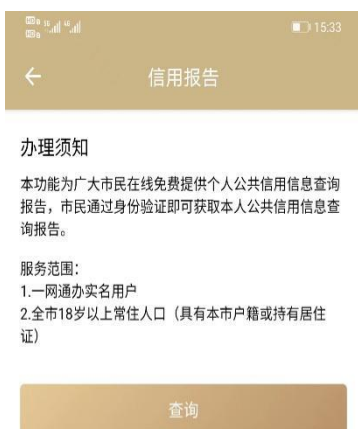 15:33
信用报告
办理须知
本功能为广大市民在线免费提供个人公共信用信息查询
报告，市民通过身份验证即可获取本人公共信用信息查
询报告。
服务范围：
1.一网通办实名用户
2.全市18岁以上常住人口（具有本市户籍或持有居住
证）
查询